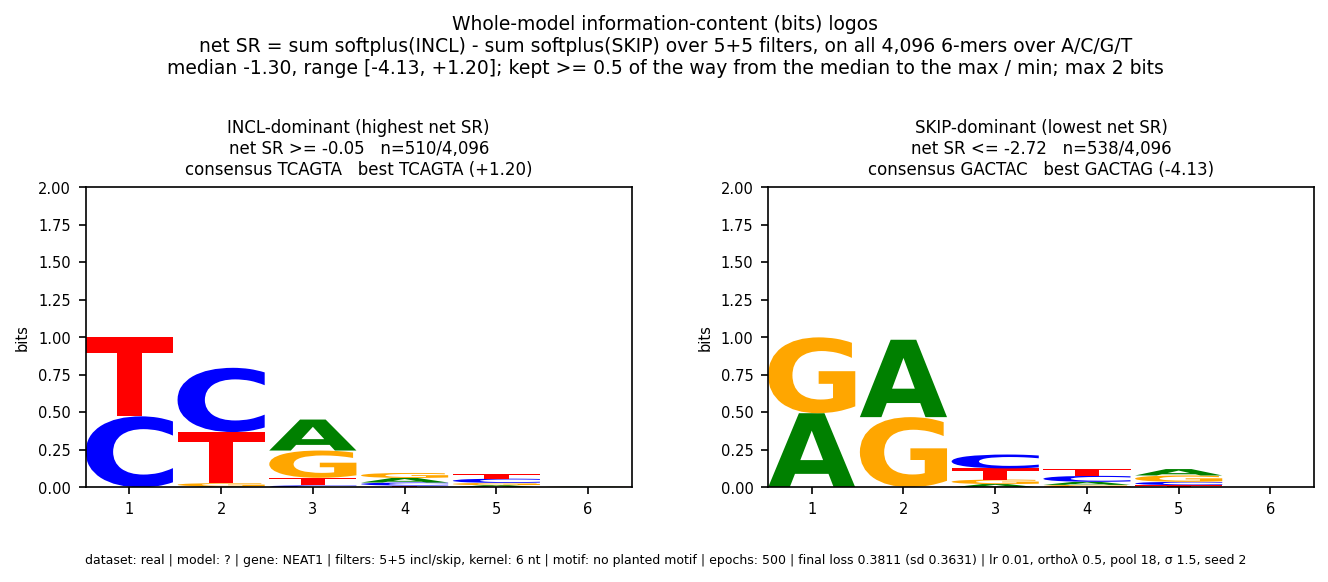 Whole-model information-content (bits) logos
net SR = sum softplus(INCL) - sum softplus(SKIP) over 5+5 filters, on all 4,096 6-mers over A/C/G/T
median -1.30, range [-4.13, +1.20]; kept >= 0.5 of the way from the median to the max / min; max 2 bits
INCL-dominant (highest net SR)
net SR >= -0.05   n=510/4,096
consensus TCAGTA   best TCAGTA (+1.20)
2.00
1.75
1.50
1.25
1.00
0.75
0.50
0.25
0.00
bits
T
C
C
T
A
G
T
1 2 3 4 5 6
SKIP-dominant (lowest net SR)
net SR <= -2.72   n=538/4,096
consensus GACTAC   best GACTAG (-4.13)
2.00
1.75
1.50
1.25
1.00
0.75
0.50
0.25
0.00
bits
G
A
A
G
C
T
T
A
1 2 3 4 5 6
dataset: real | model: ? | gene: NEAT1 | filters: 5+5 incl/skip, kernel: 6 nt | motif: no planted motif | epochs: 500 | final loss 0.3811 (sd 0.3631) | lr 0.01, orthoλ 0.5, pool 18, σ 1.5, seed 2